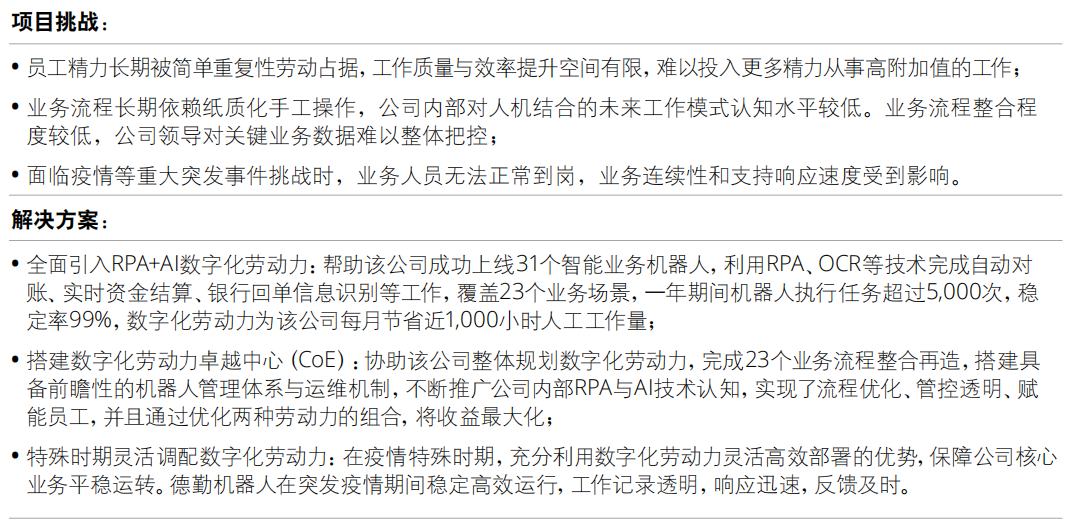 项目挑战：
• 员工精力长期被简单重复性劳动占据，工作质量与效率提升空间有限，难以投入更多精力从事高附加值的工作；
• 业务流程长期依赖纸质化手工操作，公司内部对人机结合的未来工作模式认知水平较低。业务流程整合程
度较低，公司领导对关键业务数据难以整体把控；
• 面临疫情等重大突发事件挑战时，业务人员无法正常到岗，业务连续性和支持响应速度受到影响。
解决方案：
• 全面引入RPA+AI数字化劳动力：帮助该公司成功上线31个智能业务机器人，利用RPA、OCR等技术完成自动对
账、实时资金结算、银行回单信息识别等工作，覆盖23个业务场景，一年期间机器人执行任务超过5,000次，稳
定率99%，数字化劳动力为该公司每月节省近1,000小时人工工作量；
• 搭建数字化劳动力卓越中心（CoE）：协助该公司整体规划数字化劳动力，完成23个业务流程整合再造，搭建具
备前瞻性的机器人管理体系与运维机制，不断推广公司内部RPA与AI技术认知，实现了流程优化、管控透明、赋
能员工，并且通过优化两种劳动力的组合，将收益最大化；
• 特殊时期灵活调配数字化劳动力：在疫情特殊时期，充分利用数字化劳动力灵活高效部署的优势，保障公司核心
业务平稳运转。德勤机器人在突发疫情期间稳定高效运行，工作记录透明，响应迅速，反馈及时。